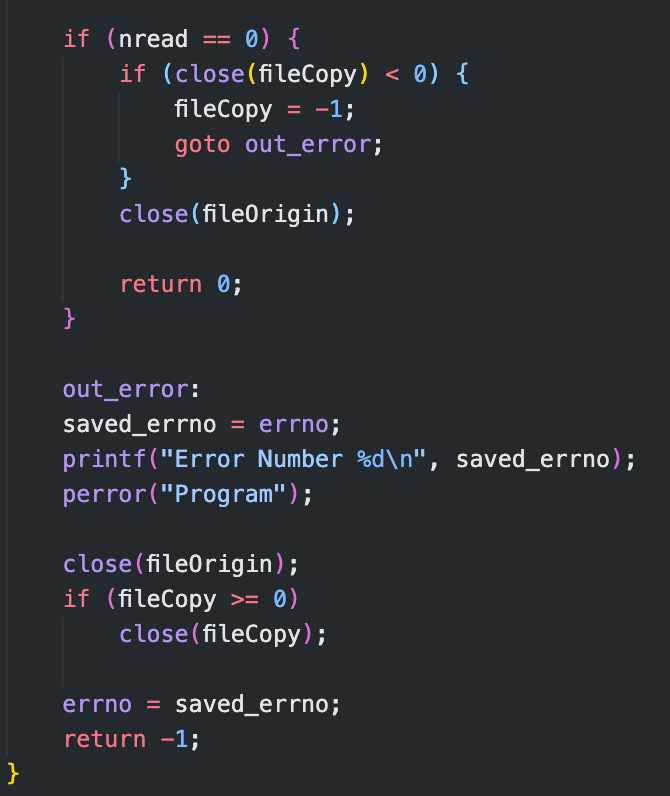 if (nread == 0) {
if (close(fileCopy) < 0) {
fileCopy = -1;
goto out_error;
}
close(fileOrigin);
return 0;
}
out_error:
saved_errno = errno;
printf("Error Number %d\n", saved_errno);
perror("Program");
close(fileOrigin);
if (fileCopy >= 0)
close(fileCopy);
errno = saved_errno;
return -1;
}